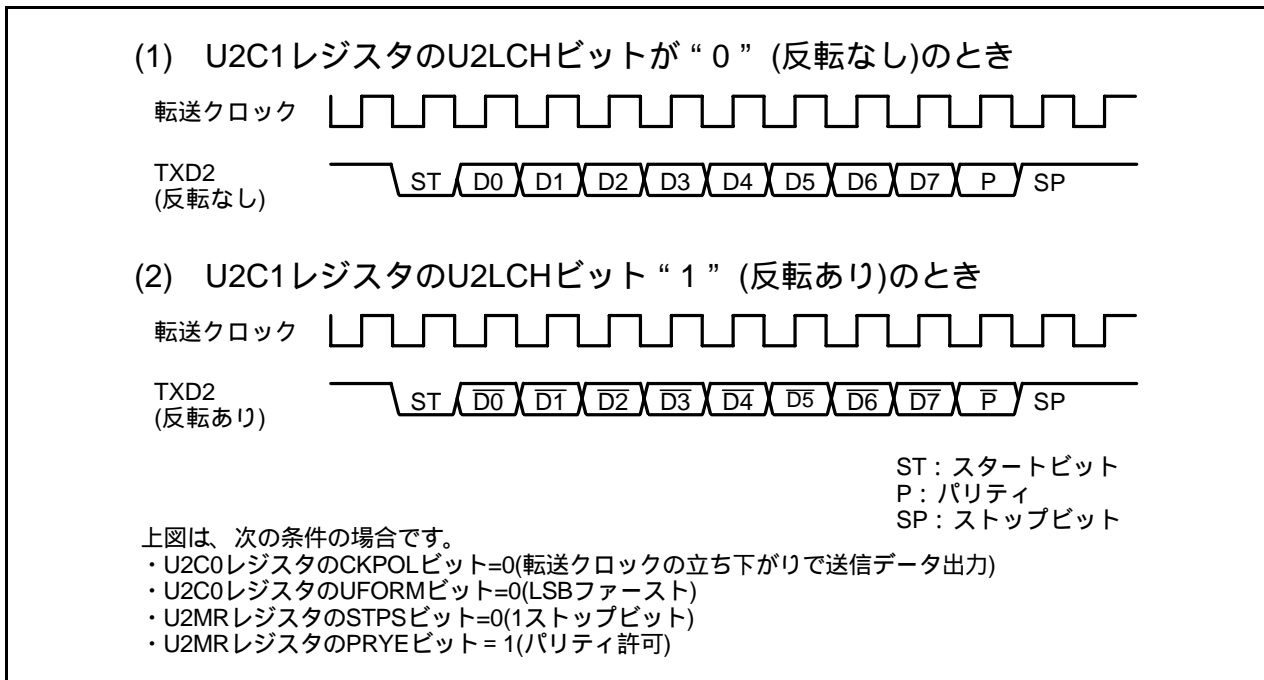 (1) U2C1レジスタのU2LCHビットが“0”(反転なし)のとき
転送クロック
TXD2
(反転なし)
ST D0 D1 D2 D3 D4 D5 D6 D7 P SP
(2) U2C1レジスタのU2LCHビット“1”(反転あり)のとき
転送クロック
TXD2
(反転あり)
ST D̅0̅ D̅1̅ D̅2̅ D̅3̅ D̅4̅ D̅5̅ D̅6̅ D̅7̅ P̅ SP
ST：スタートビット
P：パリティ
SP：ストップビット
上図は、次の条件の場合です。
・U2C0レジスタのCKPOLビット=0(転送クロックの立ち下がりで送信データ出力)
・U2C0レジスタのUFORMビット=0(LSBファースト)
・U2MRレジスタのSTPSビット=0(1ストップビット)
・U2MRレジスタのPRYEビット = 1(パリティ許可)